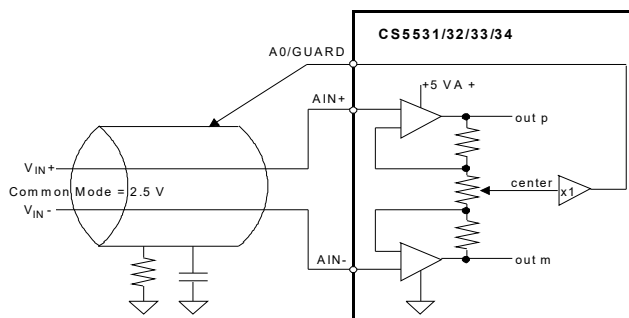 CS5531/32/33/34
A0/GUARD
+5 VA +
AIN+
out p
VIN+
center
x1
Common Mode = 2.5 V
VIN-
AIN-
out m